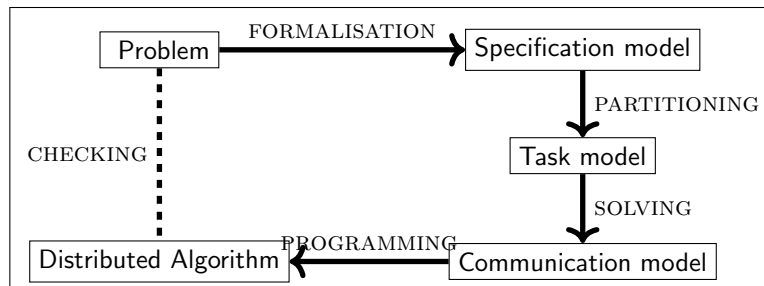 FORMALISATION
Problem
Specification model
PARTITIONING
CHECKING
Task model
SOLVING
PROGRAMMING
Distributed Algorithm
Communication model